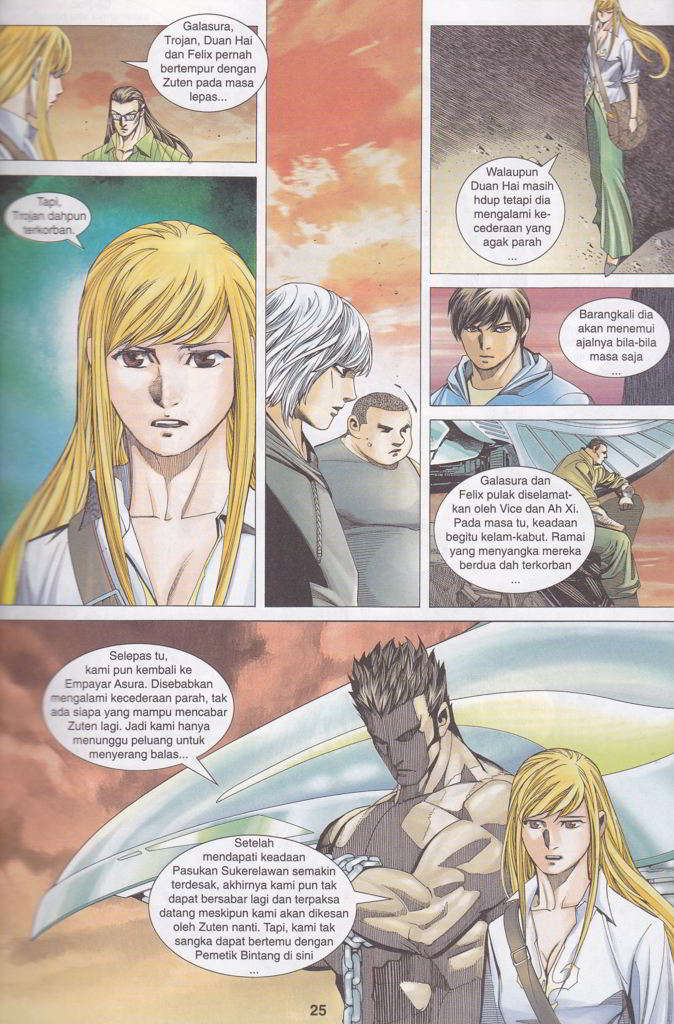 Galasura,
Trojan, Duan Hai
dan Felix pernah
bertempur dengan
Zuten pada masa
lepas...
Tapi,
Trojan dahpun
terkorban.
Walaupun
Duan Hai masih
hdup tetapi dia
mengalami ke-
cederaan yang
agak parah
...
Barangkali dia
akan menemui
ajalnya bila-bila
masa saja
...
Galasura dan
Felix pulak diselamat-
kan oleh Vice dan Ah Xi.
Pada masa tu, keadaan
begitu kelam-kabut. Ramai
yang menyangka mereka
berdua dah terkorban
...
Selepas tu,
kami pun kembali ke
Empayar Asura. Disebabkan
mengalami kecederaan parah, tak
ada siapa yang mampu mencabar
Zuten lagi. Jadi kami hanya
menunggu peluang untuk
menyerang balas...
Setelah
mendapati keadaan
Pasukan Sukerelawan semakin
terdesak, akhirnya kami pun tak
dapat bersabar lagi dan terpaksa
datang meskipun kami akan dikesan
oleh Zuten nanti. Tapi, kami tak
sangka dapat bertemu dengan
Pemetik Bintang di sini
...
25